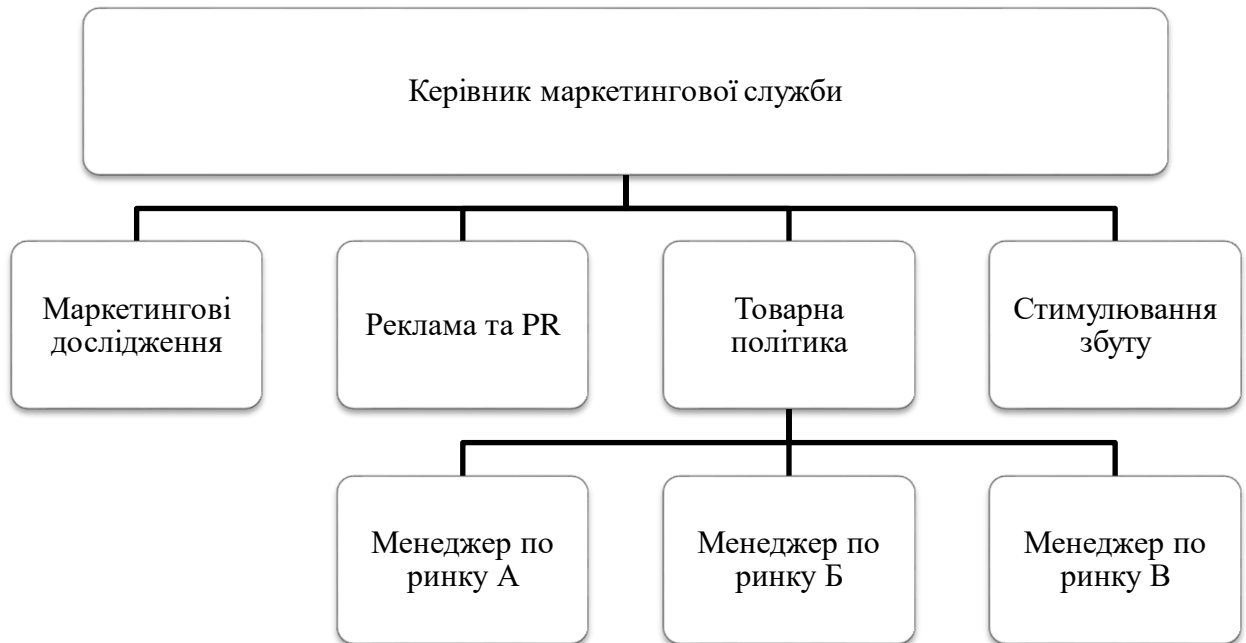 Керівник маркетингової служби
Маркетингові
дослідження
Реклама та PR
Товарна
політика
Стимулювання
збуту
Менеджер по
ринку А
Менеджер по
ринку Б
Менеджер по
ринку В